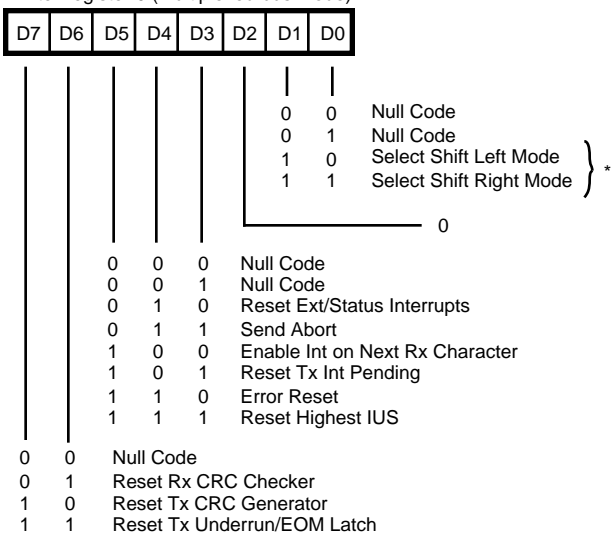 D7 D6 D5 D4 D3 D2 D1 D0
0 0 Null Code
0 1 Null Code
1 0 Select Shift Left Mode
1 1 Select Shift Right Mode
*
0
0 0 0 Null Code
0 0 1 Null Code
0 1 0 Reset Ext/Status Interrupts
0 1 1 Send Abort
1 0 0 Enable Int on Next Rx Character
1 0 1 Reset Tx Int Pending
1 1 0 Error Reset
1 1 1 Reset Highest IUS
0 0 Null Code
0 1 Reset Rx CRC Checker
1 0 Reset Tx CRC Generator
1 1 Reset Tx Underrun/EOM Latch